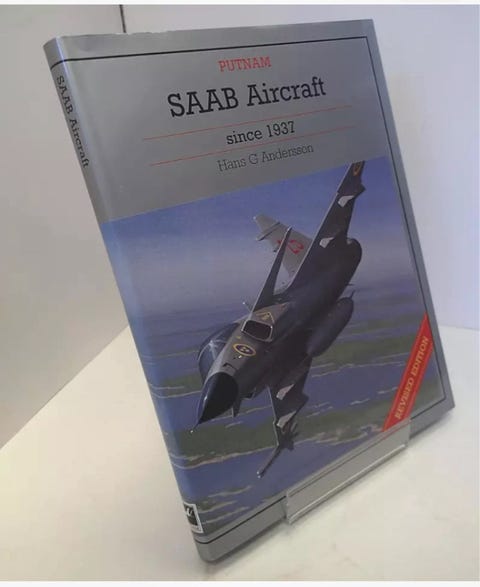 PUTNAM
SAAB Aircraft
since 1937
Hans G Andersson
REVISED EDITION
SAAB Aircraft